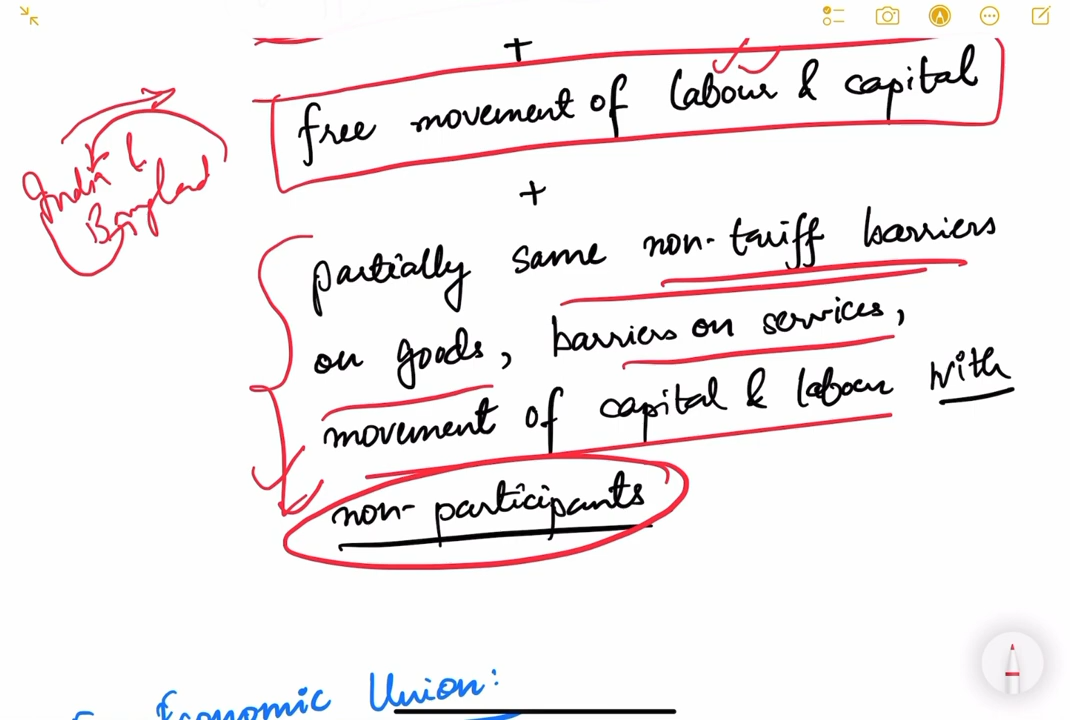 +
free movement of labour & capital
India &
Bangland
+
partially same non-tariff barriers
on goods, barriers on services,
movement of capital & labour with
non-participants
Economic Union: